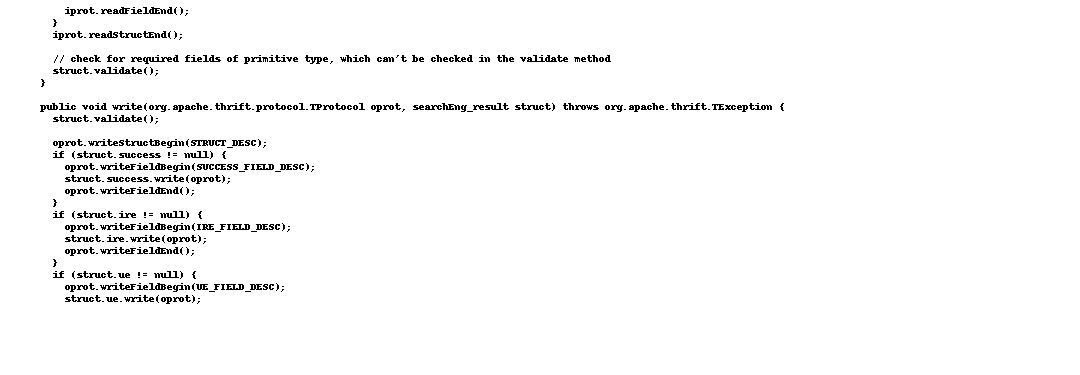 iprot.readFieldEnd();
}
iprot.readStructEnd();
// check for required fields of primitive type, which can't be checked in the validate method
struct.validate();
}
public void write(org.apache.thrift.protocol.TProtocol oprot, searchEng_result struct) throws org.apache.thrift.TException {
struct.validate();
oprot.writeStructBegin(STRUCT_DESC);
if (struct.success != null) {
oprot.writeFieldBegin(SUCCESS_FIELD_DESC);
struct.success.write(oprot);
oprot.writeFieldEnd();
}
if (struct.ire != null) {
oprot.writeFieldBegin(IRE_FIELD_DESC);
struct.ire.write(oprot);
oprot.writeFieldEnd();
}
if (struct.ue != null) {
oprot.writeFieldBegin(UE_FIELD_DESC);
struct.ue.write(oprot);